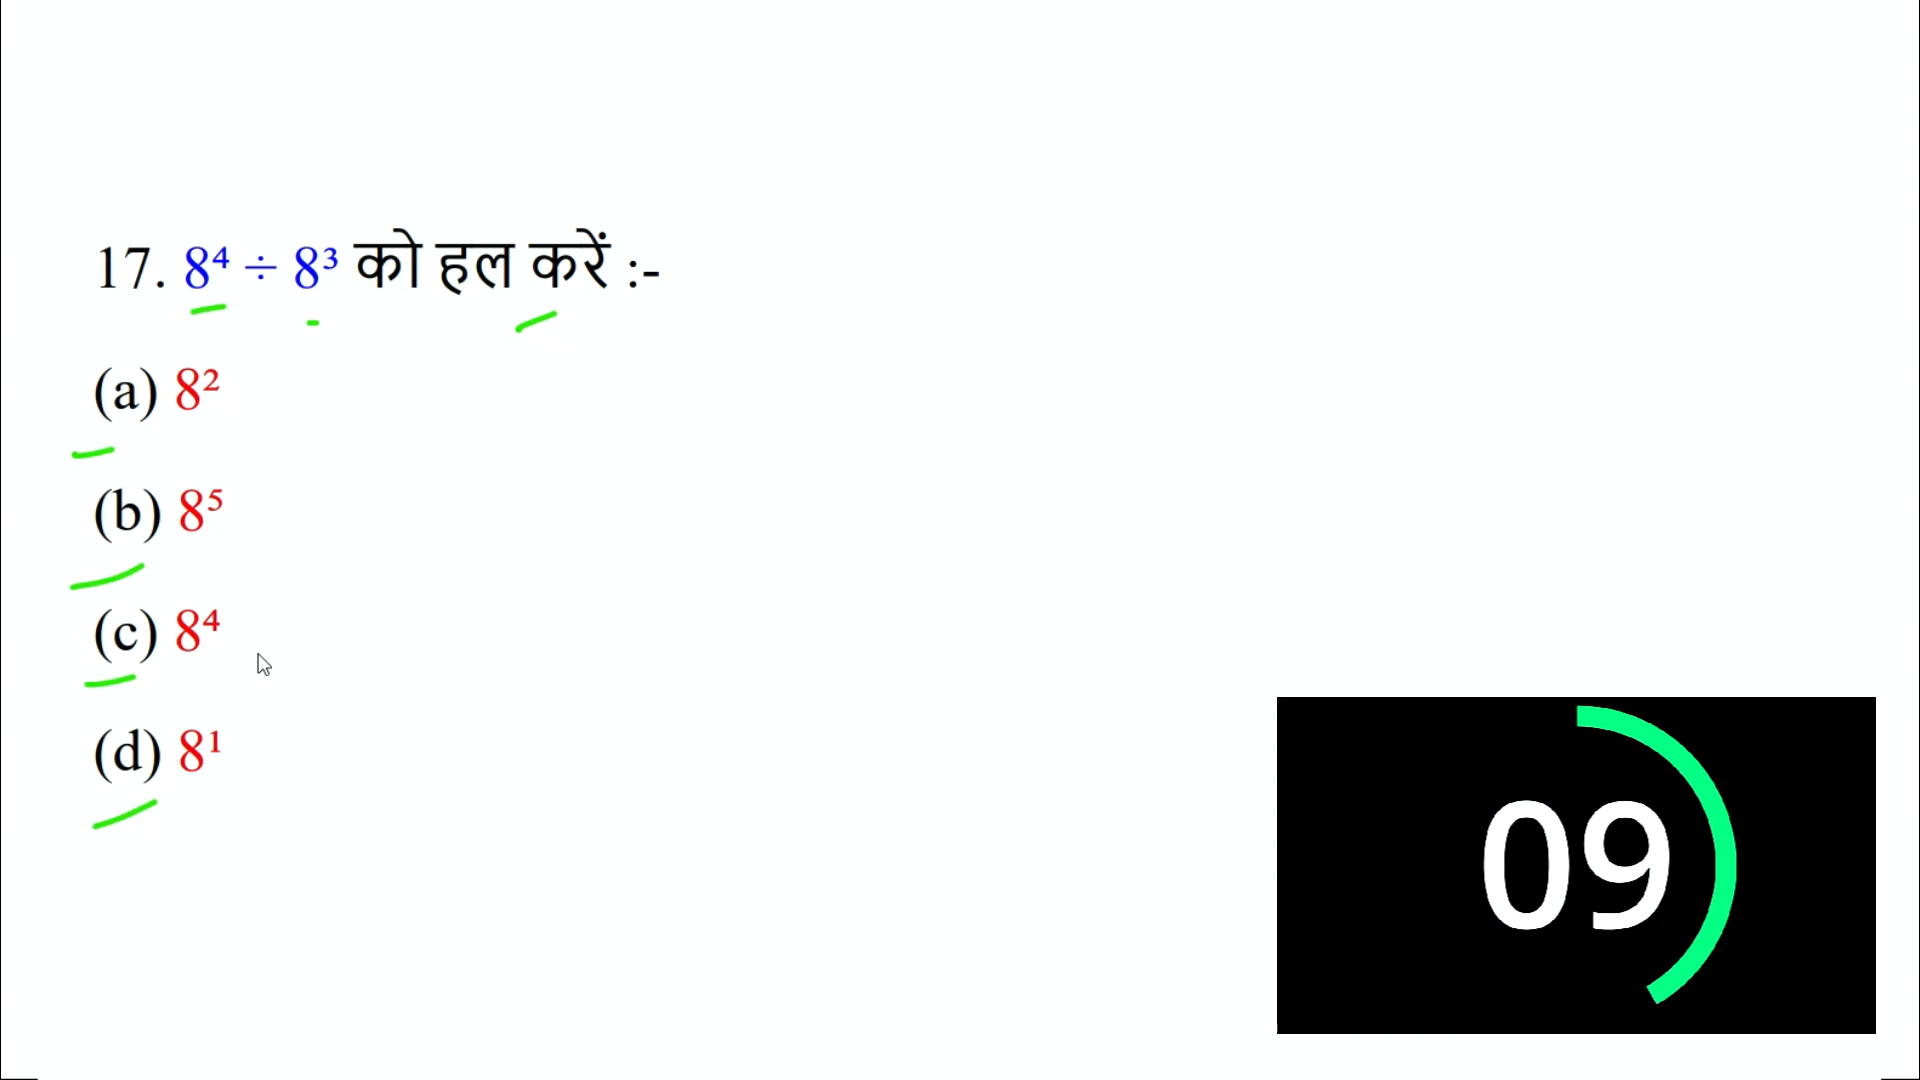 17. 8⁴ ÷ 8³ को हल करें :-
(a) 8²
(b) 8⁵
(c) 8⁴
(d) 8¹
09